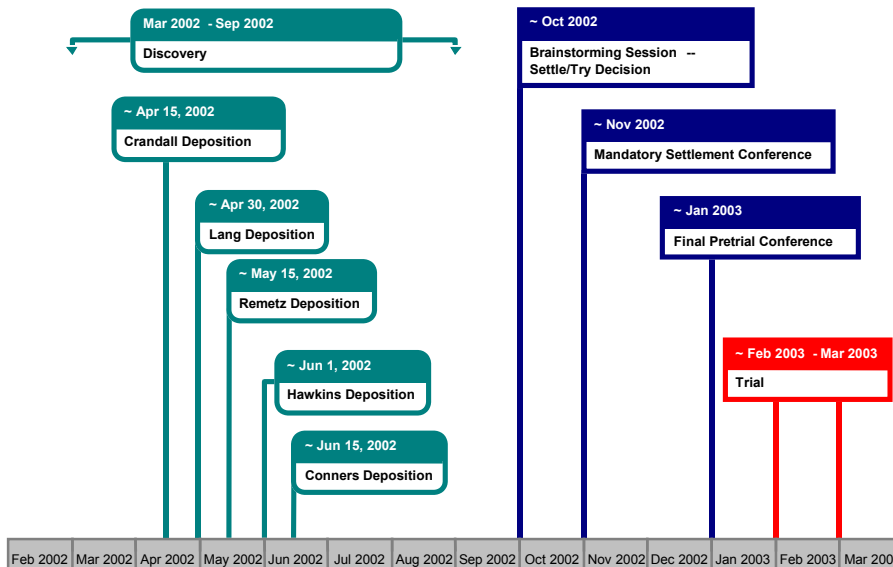 Mar 2002 - Sep 2002
Discovery
~ Oct 2002
Brainstorming Session --
Settle/Try Decision
~ Apr 15, 2002
Crandall Deposition
~ Nov 2002
Mandatory Settlement Conference
~ Apr 30, 2002
Lang Deposition
~ Jan 2003
Final Pretrial Conference
~ May 15, 2002
Remetz Deposition
~ Jun 1, 2002
Hawkins Deposition
~ Feb 2003 - Mar 2003
Trial
~ Jun 15, 2002
Conners Deposition
Feb 2002 Mar 2002 Apr 2002 May 2002 Jun 2002 Jul 2002 Aug 2002 Sep 2002 Oct 2002 Nov 2002 Dec 2002 Jan 2003 Feb 2003 Mar 200